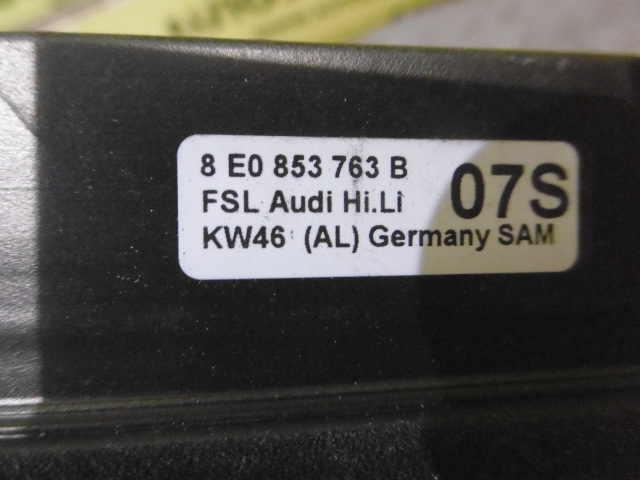 8 E0 853 763 B
07S
FSL Audi Hi.Li
KW46 (AL) Germany SAM